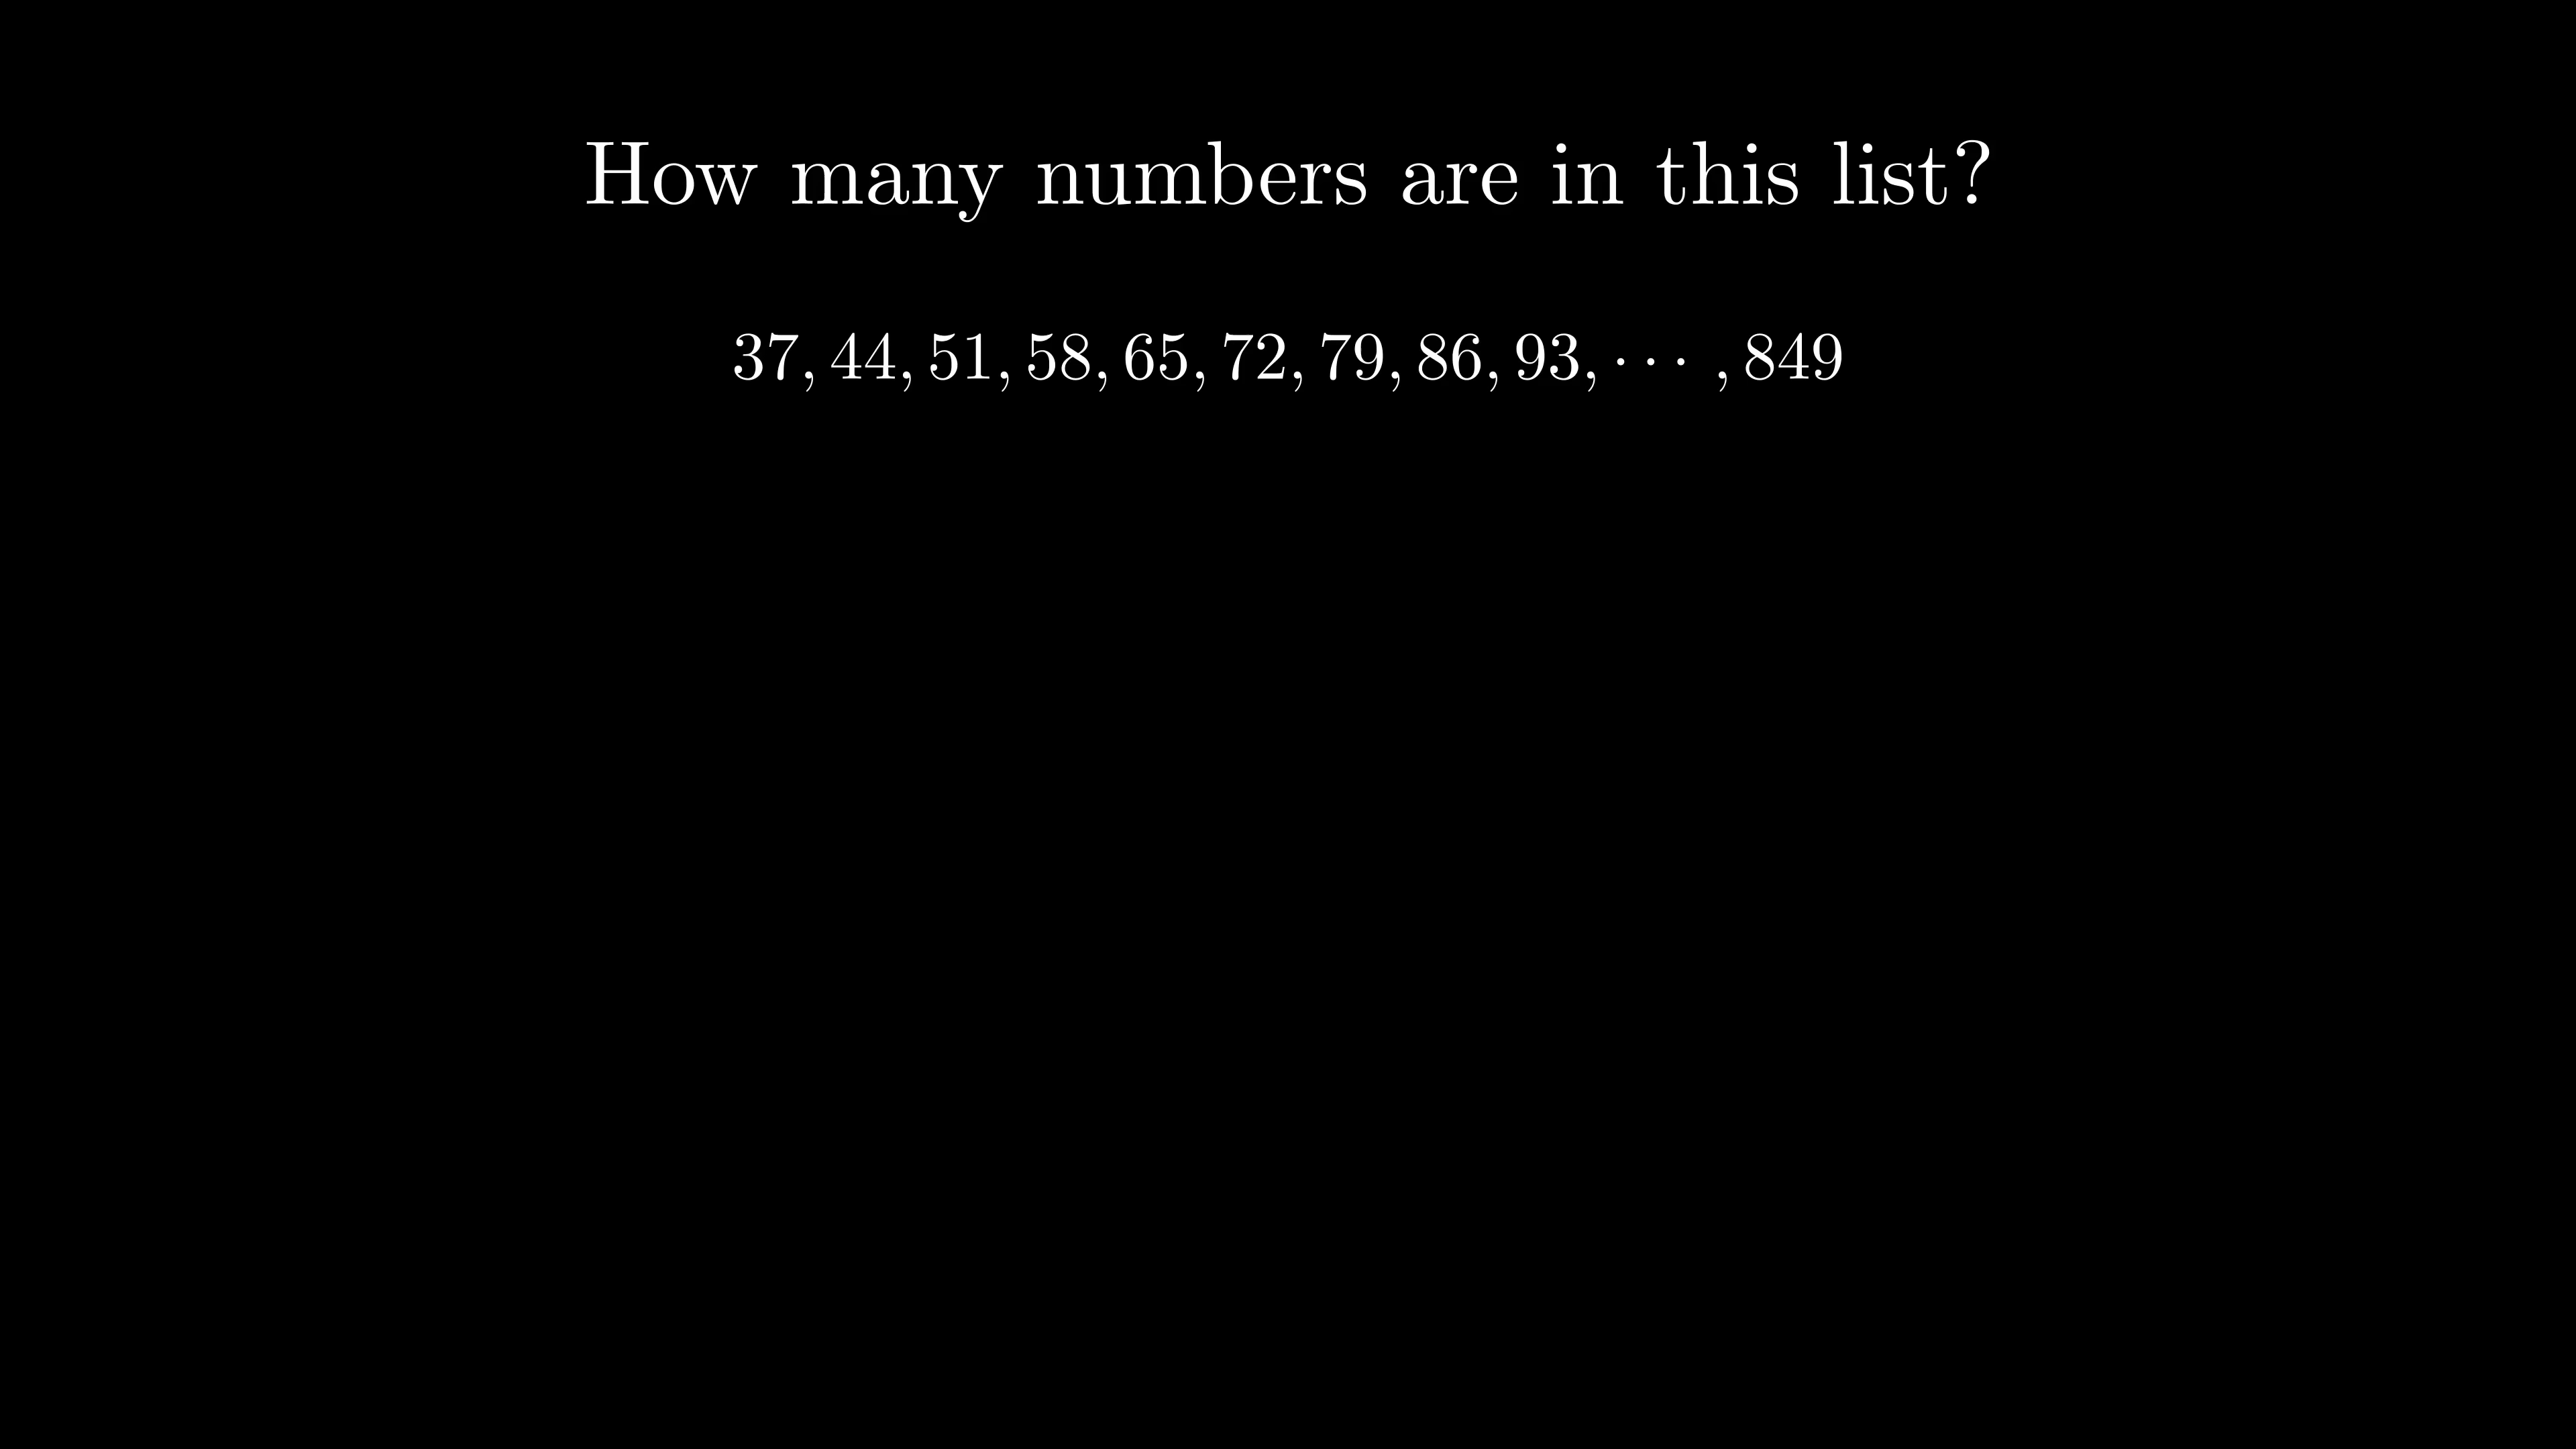 How many numbers are in this list?
37, 44, 51, 58, 65, 72, 79, 86, 93, ⋯ , 849